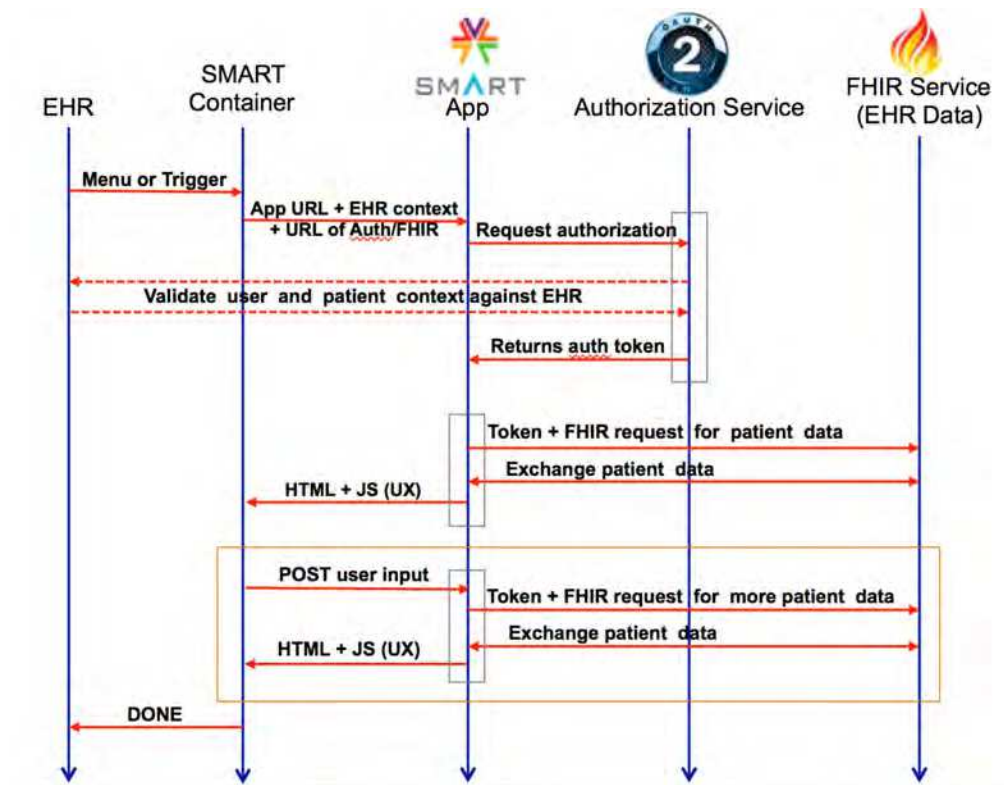 SMART
Container
EHR
SMART
App
OAUTH
2
Authorization Service
FHIR Service
(EHR Data)
Menu or Trigger
App URL + EHR context
+ URL of Auth/FHIR
Request authorization
Validate user and patient context against EHR
Returns auth token
Token + FHIR request for patient data
Exchange patient data
HTML + JS (UX)
POST user input
Token + FHIR request for more patient data
Exchange patient data
HTML + JS (UX)
DONE